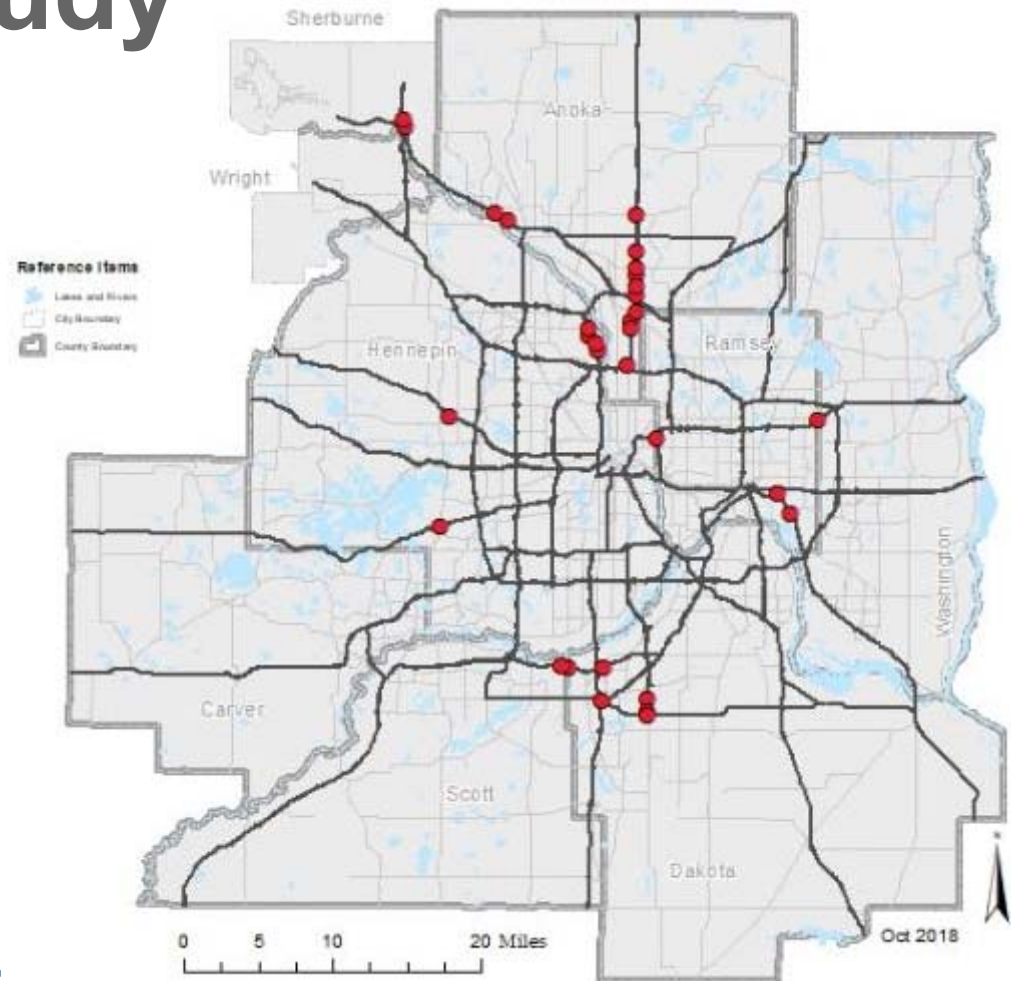 udy
Sherburne
Anoka
Wright
Reference Items
Lakes and Rivers
City Boundary
County Boundary
Hennepin
Ramsey
Washington
Carver
Scott
Dakota
0 5 10 20 Miles
Oct 2018